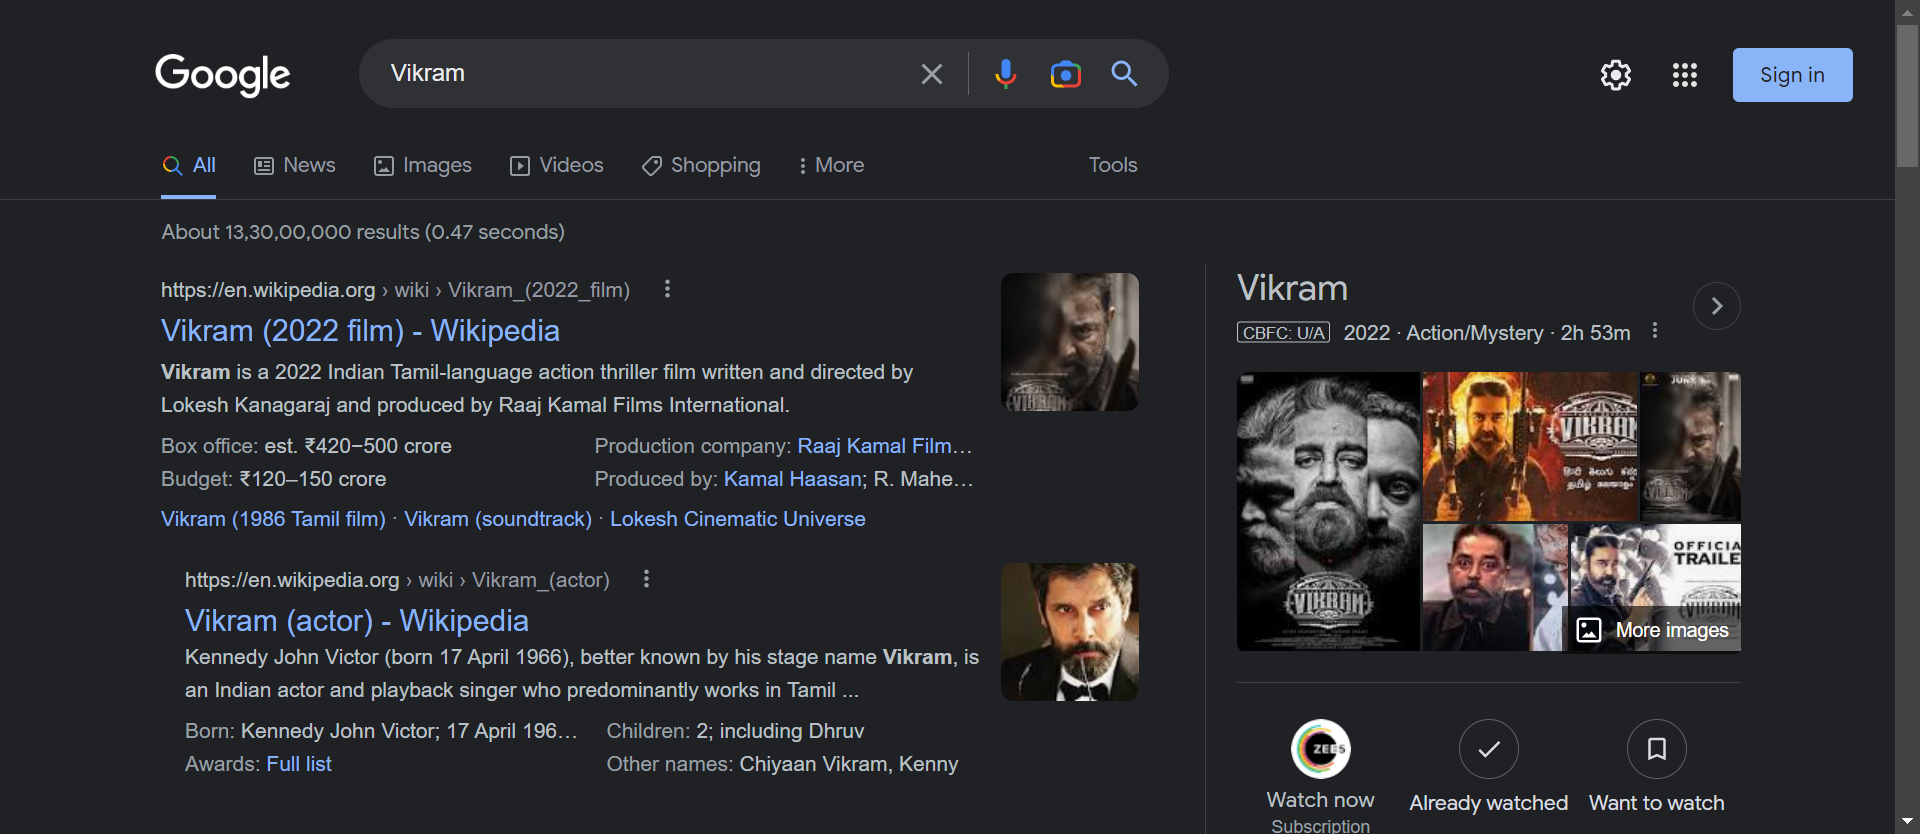 Google
Vikram
Sign in
All
News
Images
Videos
Shopping
More
Tools
About 13,30,00,000 results (0.47 seconds)
https://en.wikipedia.org › wiki › Vikram_(2022_film)
Vikram (2022 film) - Wikipedia
Vikram is a 2022 Indian Tamil-language action thriller film written and directed by
Lokesh Kanagaraj and produced by Raaj Kamal Films International.
Box office: est. ₹420–500 crore
Production company: Raaj Kamal Film...
Budget: ₹120–150 crore
Produced by: Kamal Haasan; R. Mahe...
Vikram (1986 Tamil film) · Vikram (soundtrack) · Lokesh Cinematic Universe
VIKRAM
https://en.wikipedia.org › wiki › Vikram_(actor)
Vikram (actor) - Wikipedia
Kennedy John Victor (born 17 April 1966), better known by his stage name Vikram, is
an Indian actor and playback singer who predominantly works in Tamil ...
Born: Kennedy John Victor; 17 April 196...
Children: 2; including Dhruv
Awards: Full list
Other names: Chiyaan Vikram, Kenny
Vikram
CBFC: U/A 2022 · Action/Mystery · 2h 53m
VIKRAM
VIKRAM
हिन्दी తెలుగు
தமிழ் മലയാളം
VIKRAM
OFFICIA
TRAILE
VIKRAM
More images
ZEE5
Watch now
Subscription
Already watched
Want to watch